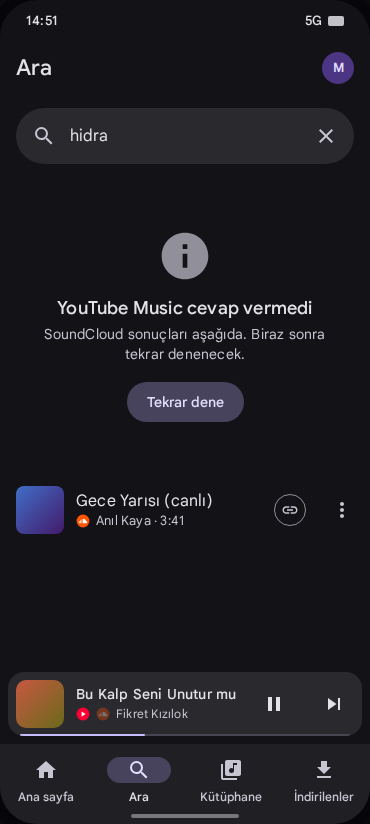 14:51
5G
Ara
M
hidra
YouTube Music cevap vermedi
SoundCloud sonuçları aşağıda. Biraz sonra
tekrar denenecek.
Tekrar dene
Gece Yarısı (canlı)
Anıl Kaya · 3:41
Bu Kalp Seni Unutur mu
Fikret Kızılok
Ana sayfa
Ara
Kütüphane
İndirilenler